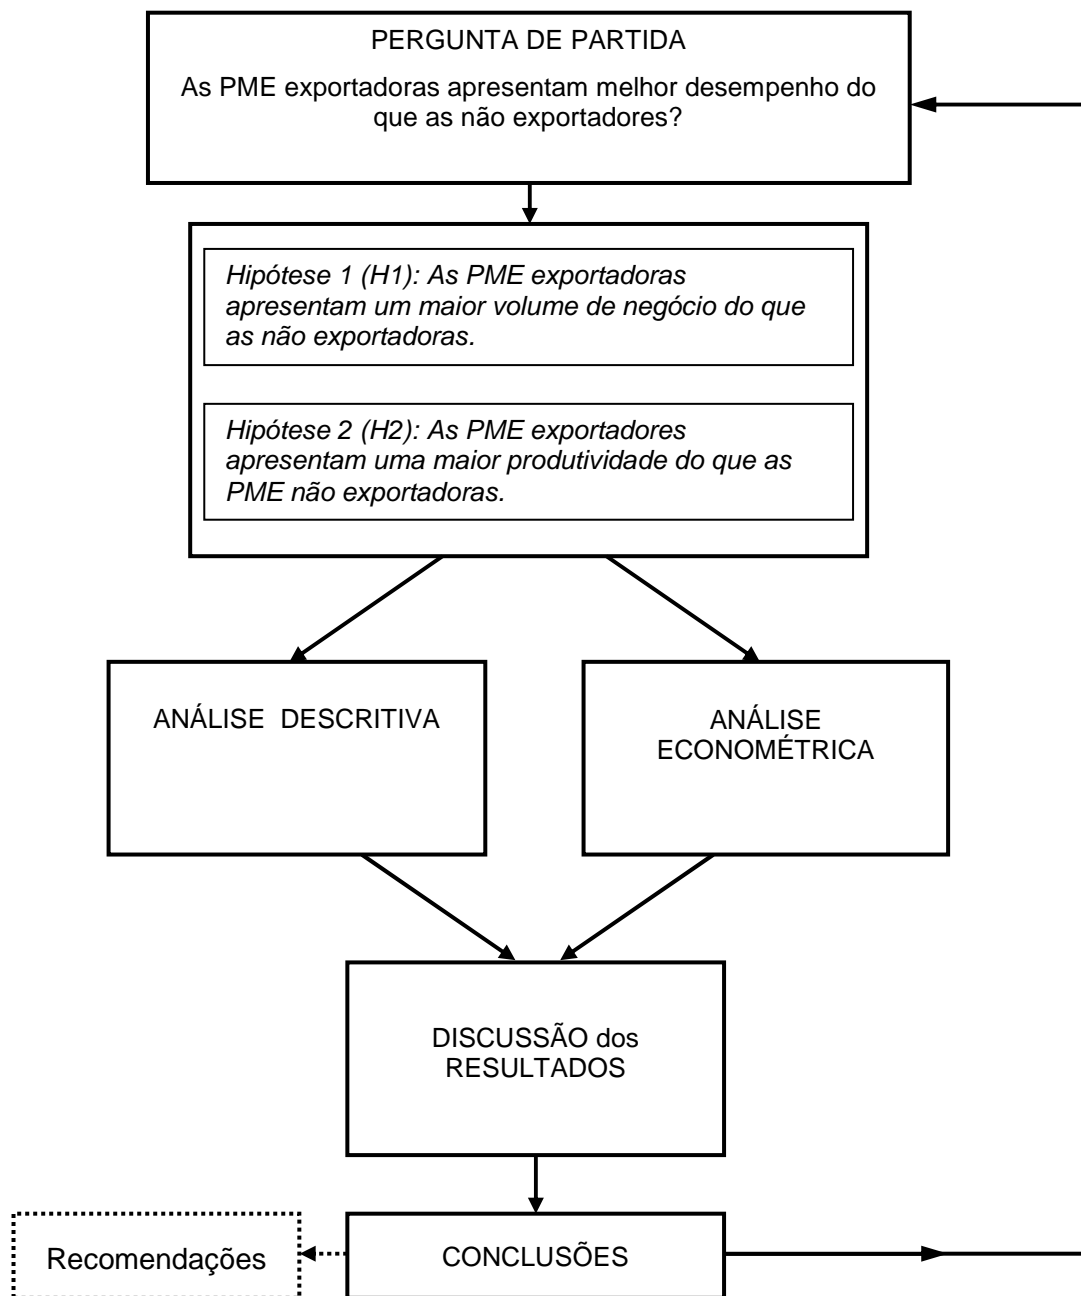 PERGUNTA DE PARTIDA
As PME exportadoras apresentam melhor desempenho do
que as não exportadores?
Hipótese 1 (H1): As PME exportadoras
apresentam um maior volume de negócio do que
as não exportadoras.
Hipótese 2 (H2): As PME exportadores
apresentam uma maior produtividade do que as
PME não exportadoras.
ANÁLISE DESCRITIVA
ANÁLISE
ECONOMÉTRICA
DISCUSSÃO dos
RESULTADOS
Recomendações
CONCLUSÕES